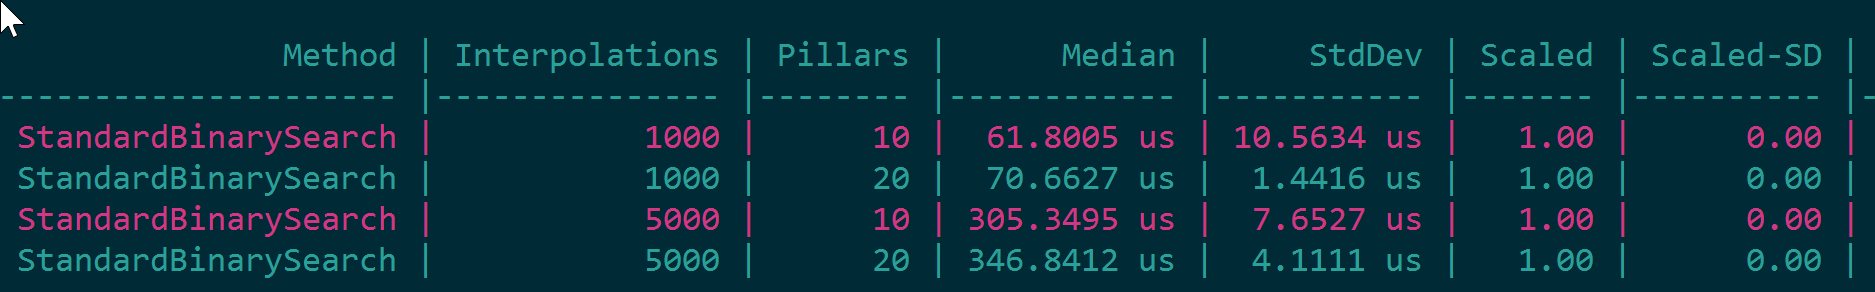 Method | Interpolations | Pillars | Median | StdDev | Scaled | Scaled-SD |
--------------------- |--------------- |-------- |------------ |----------- |------- |---------- |-
StandardBinarySearch | 1000 | 10 | 61.8005 us | 10.5634 us | 1.00 | 0.00 |
StandardBinarySearch | 1000 | 20 | 70.6627 us | 1.4416 us | 1.00 | 0.00 |
StandardBinarySearch | 5000 | 10 | 305.3495 us | 7.6527 us | 1.00 | 0.00 |
StandardBinarySearch | 5000 | 20 | 346.8412 us | 4.1111 us | 1.00 | 0.00 |